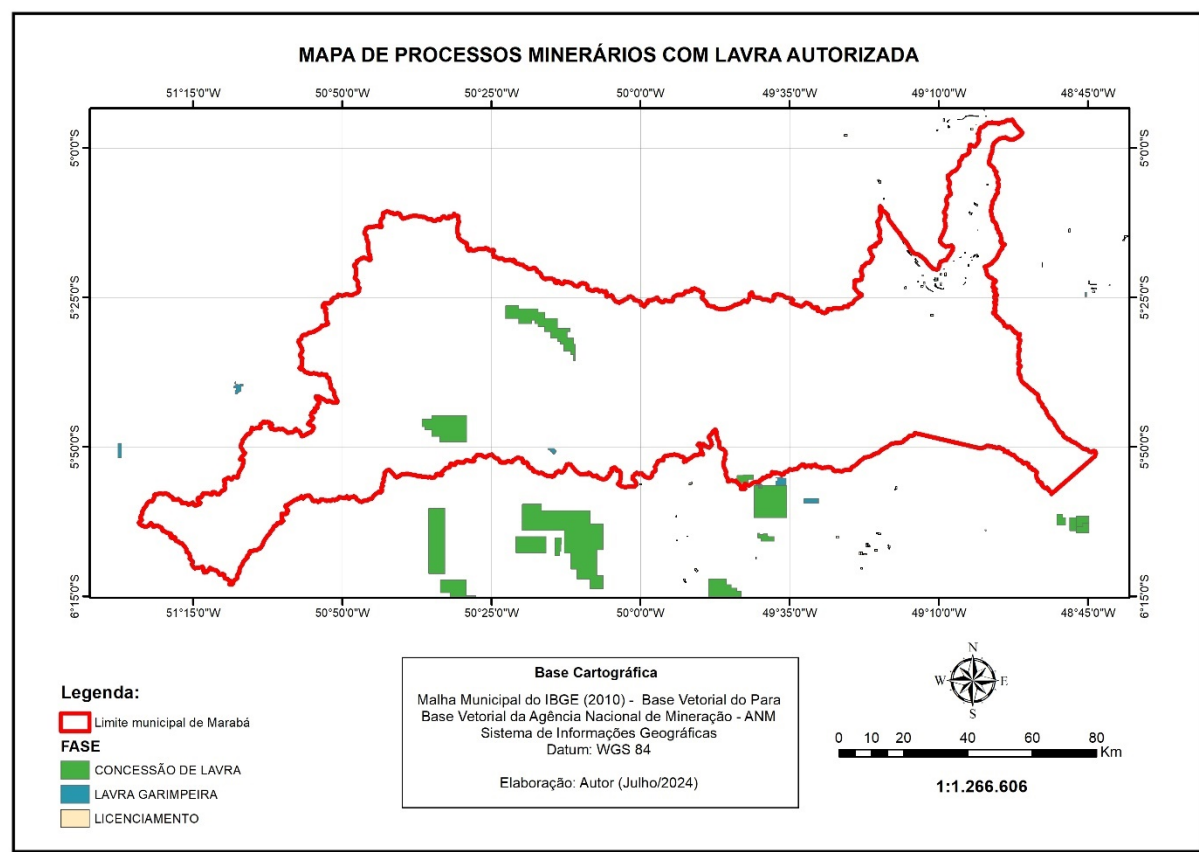 MAPA DE PROCESSOS MINERÁRIOS COM LAVRA AUTORIZADA
51°15'0"W 50°50'0"W 50°25'0"W 50°0'0"W 49°35'0"W 49°10'0"W 48°45'0"W
5°0'0"S 5°0'0"S
5°25'0"S 5°25'0"S
5°50'0"S 5°50'0"S
6°15'0"S 6°15'0"S
51°15'0"W 50°50'0"W 50°25'0"W 50°0'0"W 49°35'0"W 49°10'0"W 48°45'0"W
Legenda:
Limite municipal de Marabá
FASE
CONCESSÃO DE LAVRA
LAVRA GARIMPEIRA
LICENCIAMENTO
Base Cartográfica
Malha Municipal do IBGE (2010) - Base Vetorial do Para
Base Vetorial da Agência Nacional de Mineração - ANM
Sistema de Informações Geográficas
Datum: WGS 84
Elaboração: Autor (Julho/2024)
N
W E
S
0 10 20 40 60 80
Km
1:1.266.606